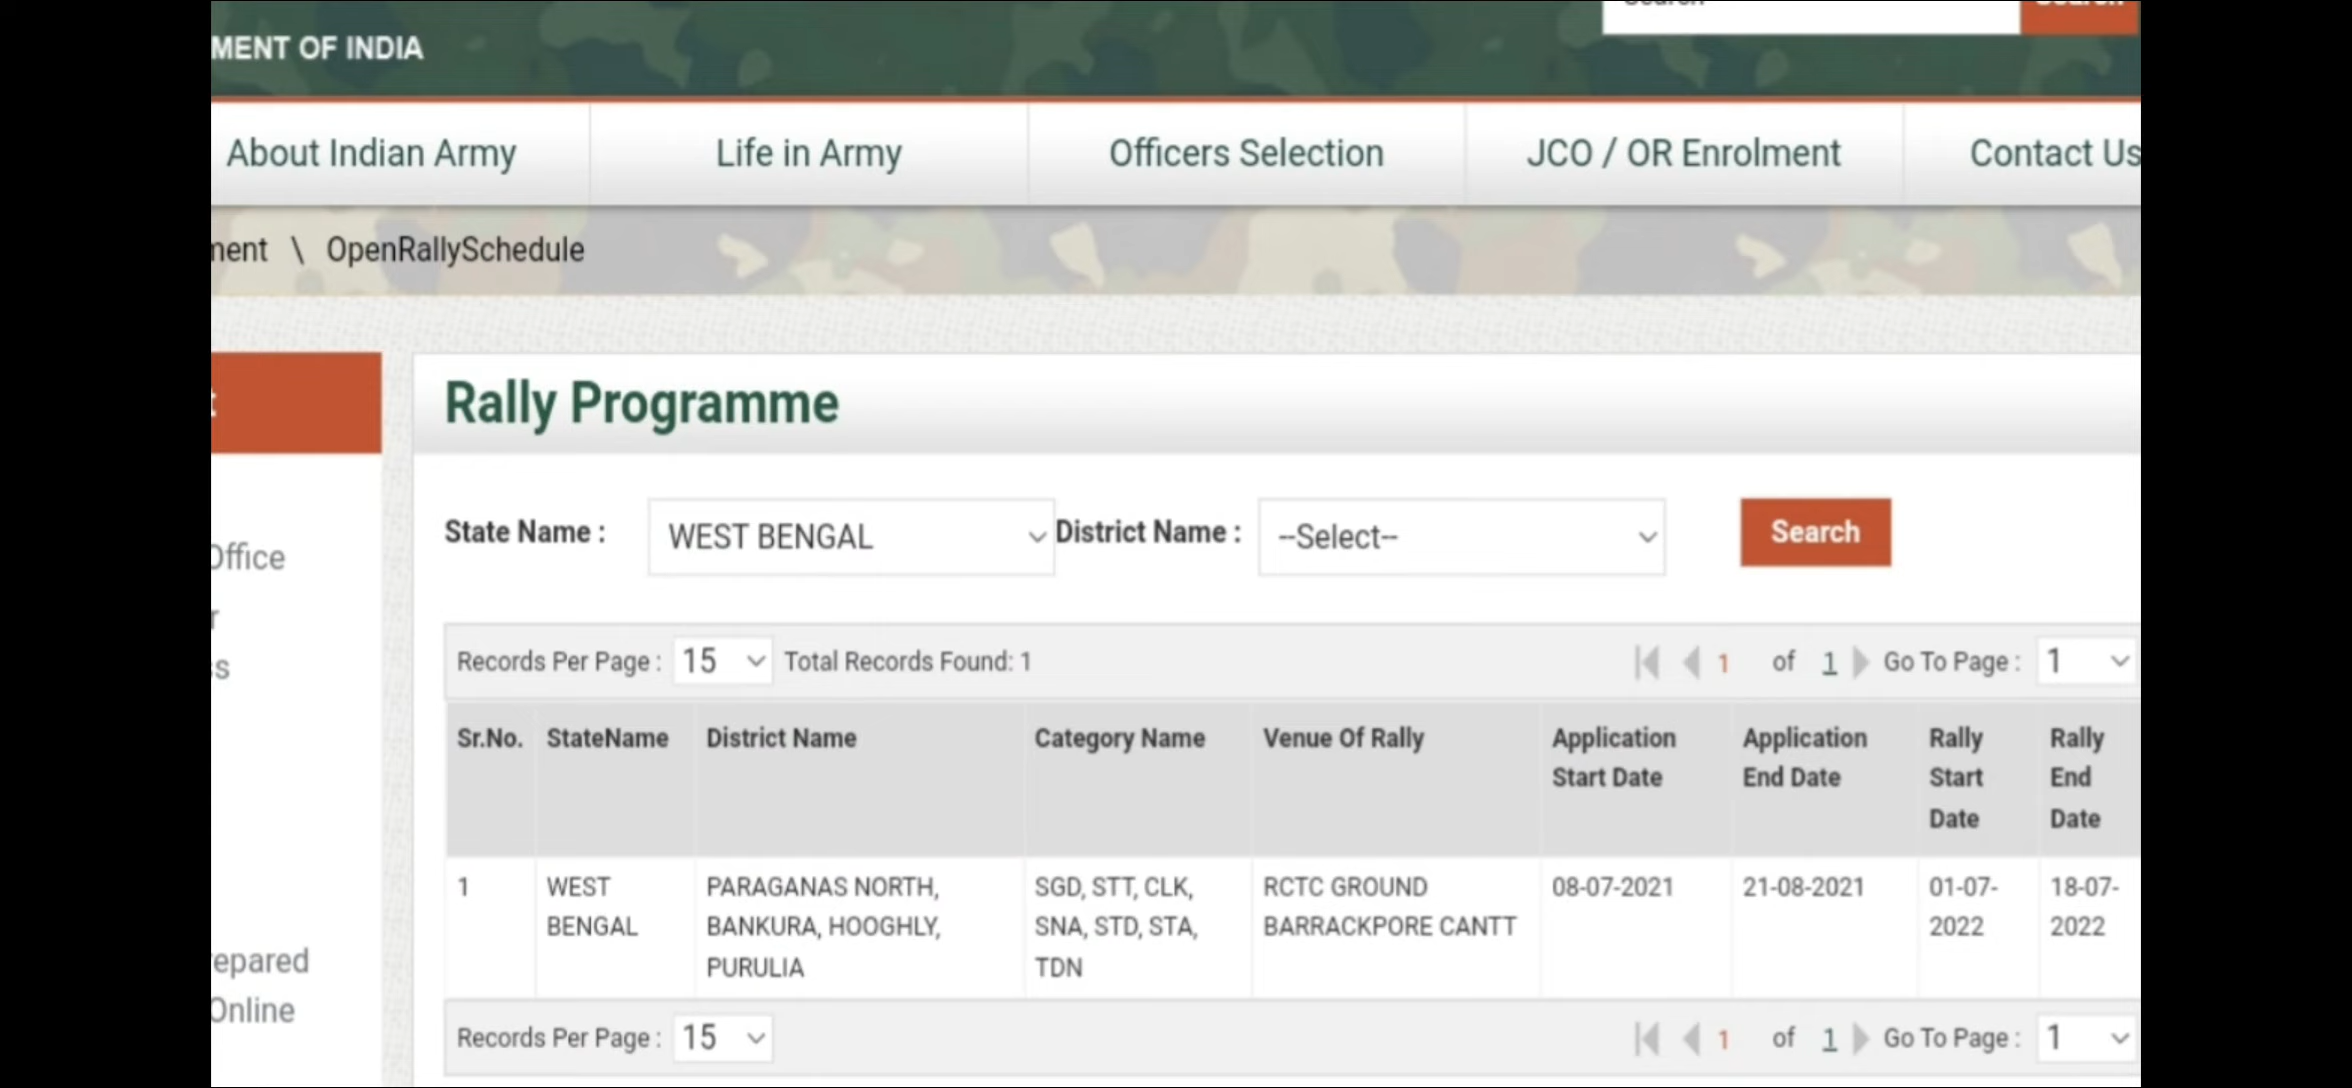 MENT OF INDIA
About Indian Army
Life in Army
Officers Selection
JCO / OR Enrolment
Contact Us
\ OpenRallySchedule
Rally Programme
State Name :
WEST BENGAL
District Name :
--Select--
Search
Office
epared
Online
Records Per Page : 15 Total Records Found: 1
1 of 1 Go To Page : 1
Sr.No.
StateName
District Name
Category Name
Venue Of Rally
Application
Start Date
Application
End Date
Rally
Start
Date
Rally
End
Date
1
WEST
BENGAL
PARAGANAS NORTH,
BANKURA, HOOGHLY,
PURULIA
SGD, STT, CLK,
SNA, STD, STA,
TDN
RCTC GROUND
BARRACKPORE CANTT
08-07-2021
21-08-2021
01-07-
2022
18-07-
2022
Records Per Page : 15
1 of 1 Go To Page : 1